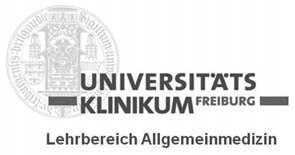 UNIVERSITÄTS
KLINIKUM FREIBURG
Lehrbereich Allgemeinmedizin